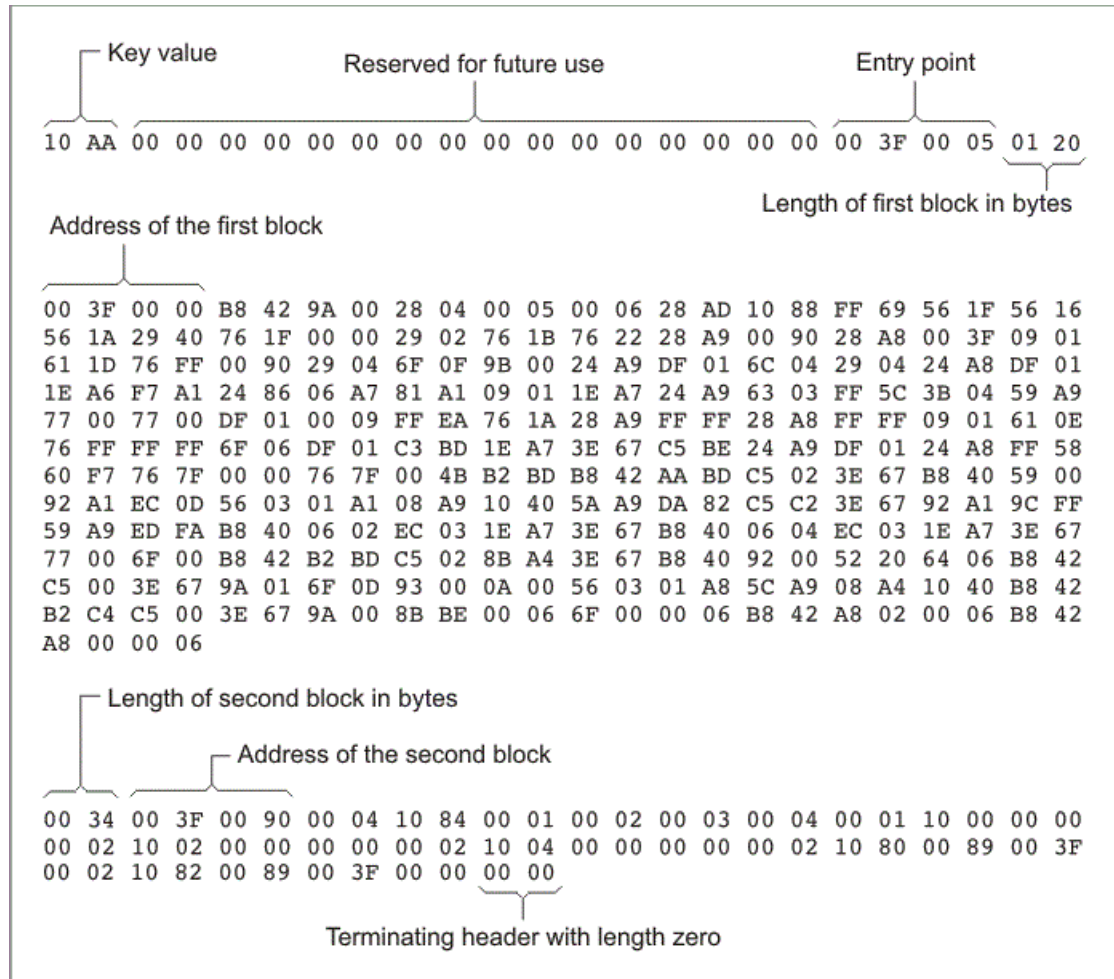 Key value
Reserved for future use
Entry point
10 AA 00 00 00 00 00 00 00 00 00 00 00 00 00 00 00 00 00 3F 00 05 01 20
Length of first block in bytes
Address of the first block
00 3F 00 00 B8 42 9A 00 28 04 00 05 00 06 28 AD 10 88 FF 69 56 1F 56 16
56 1A 29 40 76 1F 00 00 29 02 76 1B 76 22 28 A9 00 90 28 A8 00 3F 09 01
61 1D 76 FF 00 90 29 04 6F 0F 9B 00 24 A9 DF 01 6C 04 29 04 24 A8 DF 01
1E A6 F7 A1 24 86 06 A7 81 A1 09 01 1E A7 24 A9 63 03 FF 5C 3B 04 59 A9
77 00 77 00 DF 01 00 09 FF EA 76 1A 28 A9 FF FF 28 A8 FF FF 09 01 61 0E
76 FF FF FF 6F 06 DF 01 C3 BD 1E A7 3E 67 C5 BE 24 A9 DF 01 24 A8 FF 58
60 F7 76 7F 00 00 76 7F 00 4B B2 BD B8 42 AA BD C5 02 3E 67 B8 40 59 00
92 A1 EC 0D 56 03 01 A1 08 A9 10 40 5A A9 DA 82 C5 C2 3E 67 92 A1 9C FF
59 A9 ED FA B8 40 06 02 EC 03 1E A7 3E 67 B8 40 06 04 EC 03 1E A7 3E 67
77 00 6F 00 B8 42 B2 BD C5 02 8B A4 3E 67 B8 40 92 00 52 20 64 06 B8 42
C5 00 3E 67 9A 01 6F 0D 93 00 0A 00 56 03 01 A8 5C A9 08 A4 10 40 B8 42
B2 C4 C5 00 3E 67 9A 00 8B BE 00 06 6F 00 00 06 B8 42 A8 02 00 06 B8 42
A8 00 00 06
Length of second block in bytes
Address of the second block
00 34 00 3F 00 90 00 04 10 84 00 01 00 02 00 03 00 04 00 01 10 00 00 00
00 02 10 02 00 00 00 00 00 02 10 04 00 00 00 00 00 02 10 80 00 89 00 3F
00 02 10 82 00 89 00 3F 00 00 00 00
Terminating header with length zero